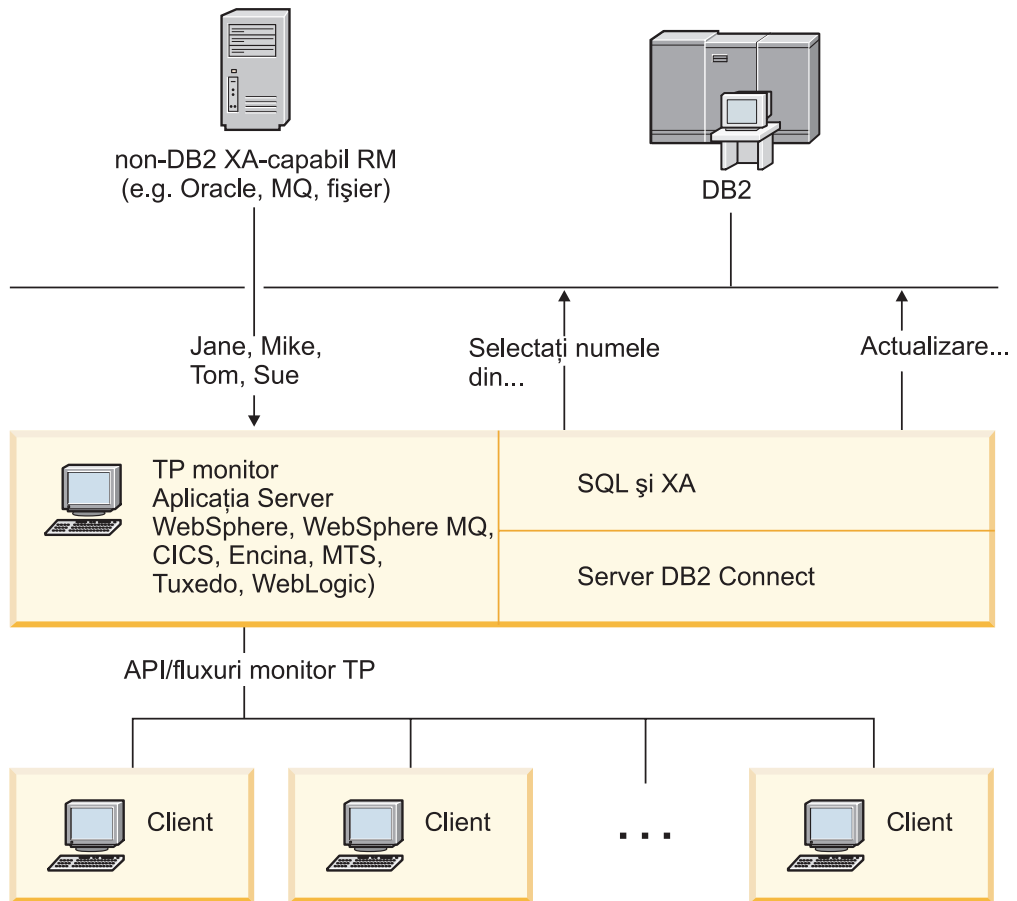 non-DB2 XA-capabil RM
(e.g. Oracle, MQ, fişier)
DB2
Jane, Mike,
Tom, Sue
Selectați numele
din...
Actualizare...
TP monitor
Aplicația Server
WebSphere, WebSphere MQ,
CICS, Encina, MTS,
Tuxedo, WebLogic)
SQL şi XA
Server DB2 Connect
API/fluxuri monitor TP
Client
Client
...
Client